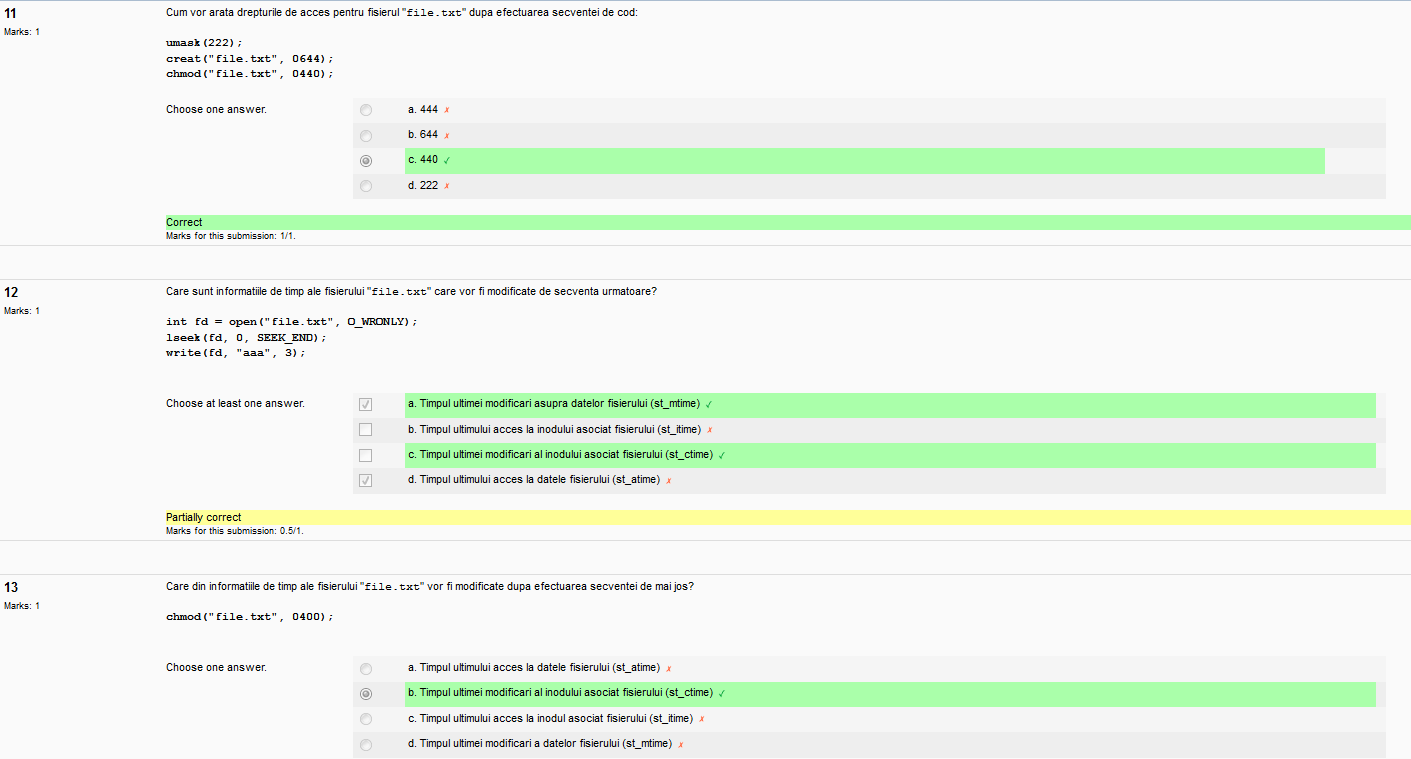 11
Marks: 1
Cum vor arata drepturile de acces pentru fisierul "file.txt" dupa efectuarea secventei de cod:
umask(222);
creat("file.txt", 0644);
chmod("file.txt", 0440);
Choose one answer.
a. 444 ✗
b. 644 ✗
c. 440 ✓
d. 222 ✗
Correct
Marks for this submission: 1/1.
12
Marks: 1
Care sunt informatiile de timp ale fisierului "file.txt" care vor fi modificate de secventa urmatoare?
int fd = open("file.txt", O_WRONLY);
lseek(fd, 0, SEEK_END);
write(fd, "aaa", 3);
Choose at least one answer.
a. Timpul ultimei modificari asupra datelor fisierului (st_mtime) ✓
b. Timpul ultimului acces la inodului asociat fisierului (st_itime) ✗
c. Timpul ultimei modificari al inodului asociat fisierului (st_ctime) ✓
d. Timpul ultimului acces la datele fisierului (st_atime) ✗
Partially correct
Marks for this submission: 0.5/1.
13
Marks: 1
Care din informatiile de timp ale fisierului "file.txt" vor fi modificate dupa efectuarea secventei de mai jos?
chmod("file.txt", 0400);
Choose one answer.
a. Timpul ultimului acces la datele fisierului (st_atime) ✗
b. Timpul ultimei modificari al inodului asociat fisierului (st_ctime) ✓
c. Timpul ultimului acces la inodul asociat fisierului (st_itime) ✗
d. Timpul ultimei modificari a datelor fisierului (st_mtime) ✗